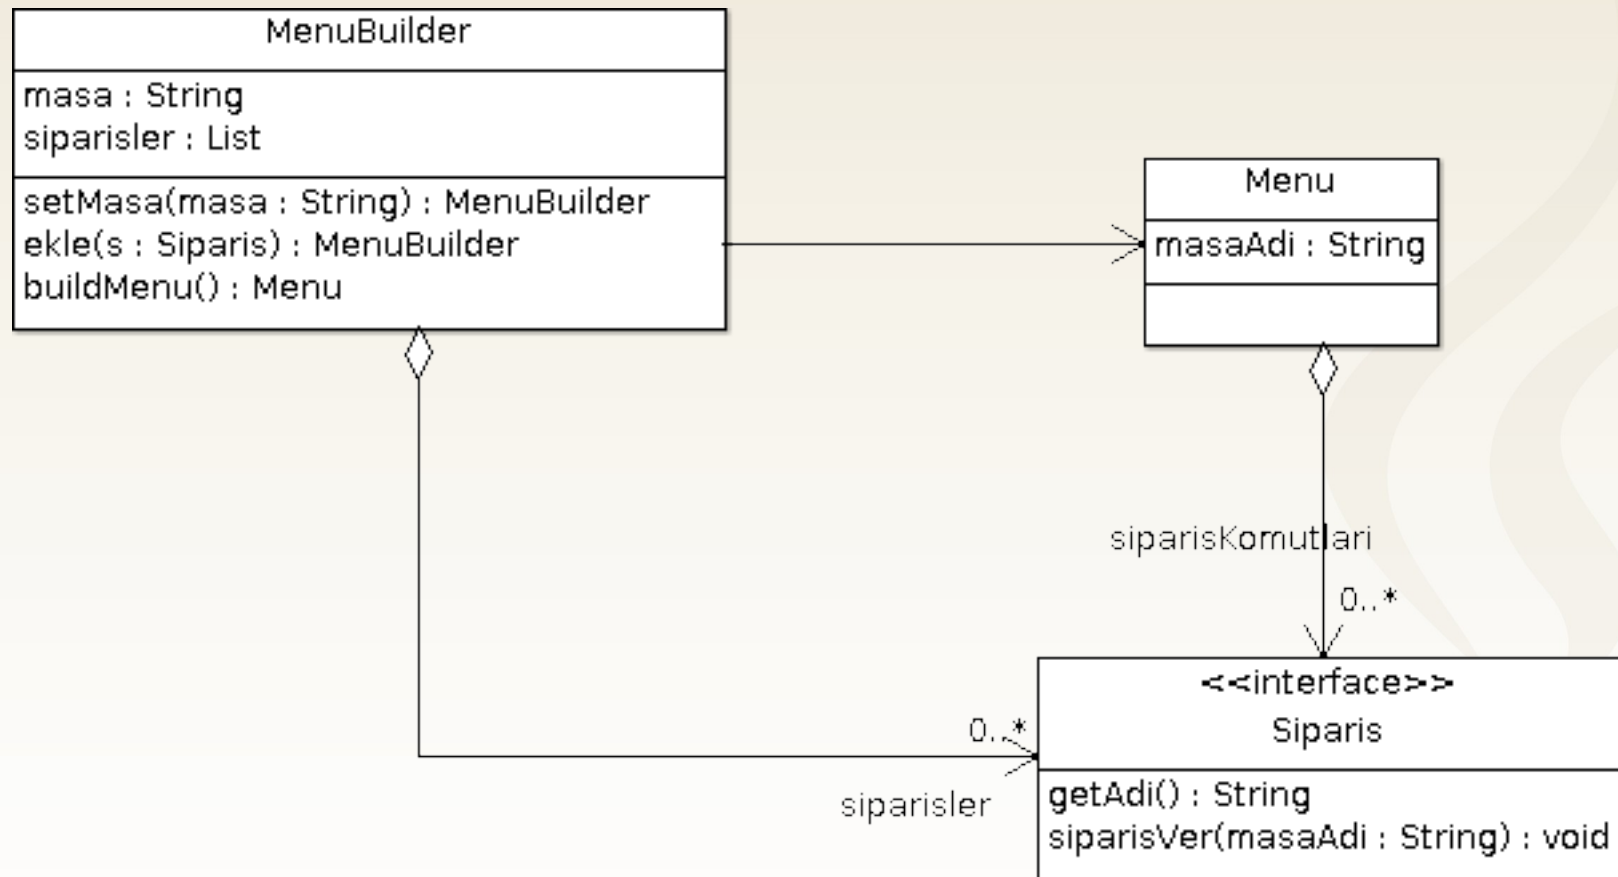 MenuBuilder
masa : String
siparisler : List
setMasa(masa : String) : MenuBuilder
ekle(s : Siparis) : MenuBuilder
buildMenu() : Menu
Menu
masaAdi : String
siparisKomutlari
0..*
0..*
siparisler
<<interface>>
Siparis
getAdi() : String
siparisVer(masaAdi : String) : void